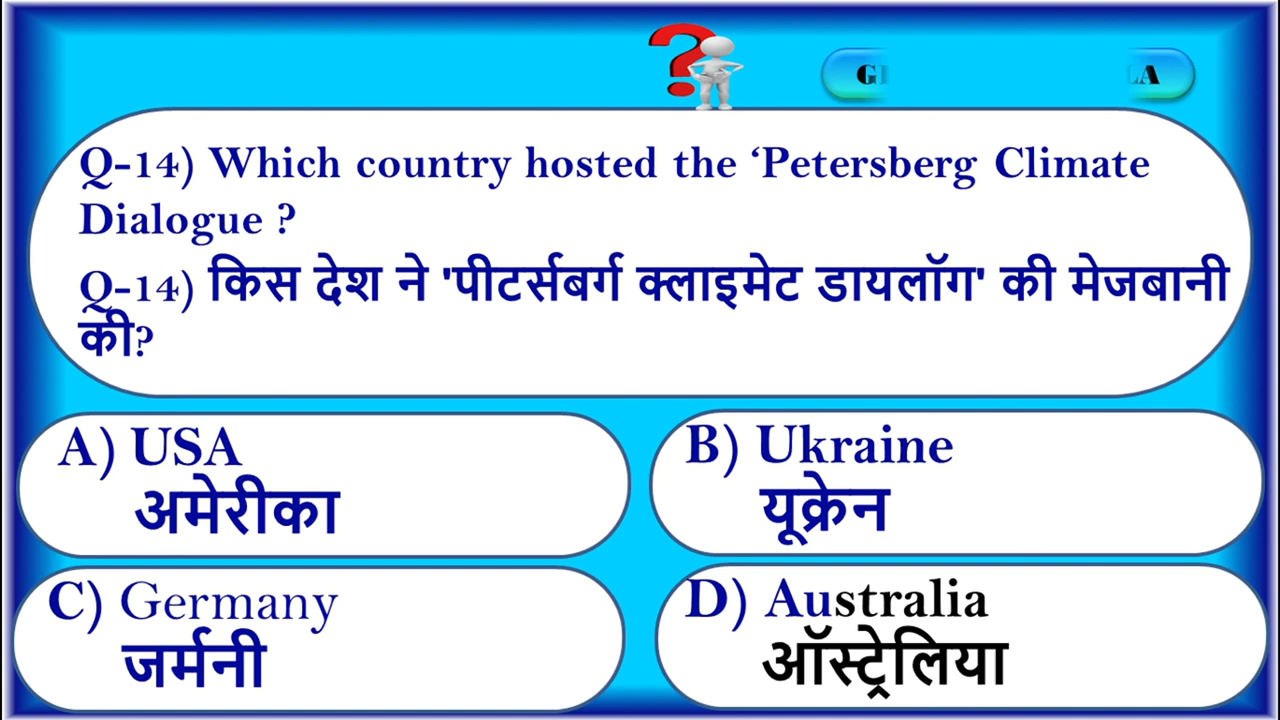 Q-14) Which country hosted the ‘Petersberg Climate
Dialogue ?
Q-14) किस देश ने 'पीटर्सबर्ग क्लाइमेट डायलॉग' की मेजबानी
की?
A) USA
अमेरीका
B) Ukraine
यूक्रेन
C) Germany
जर्मनी
D) Australia
ऑस्ट्रेलिया